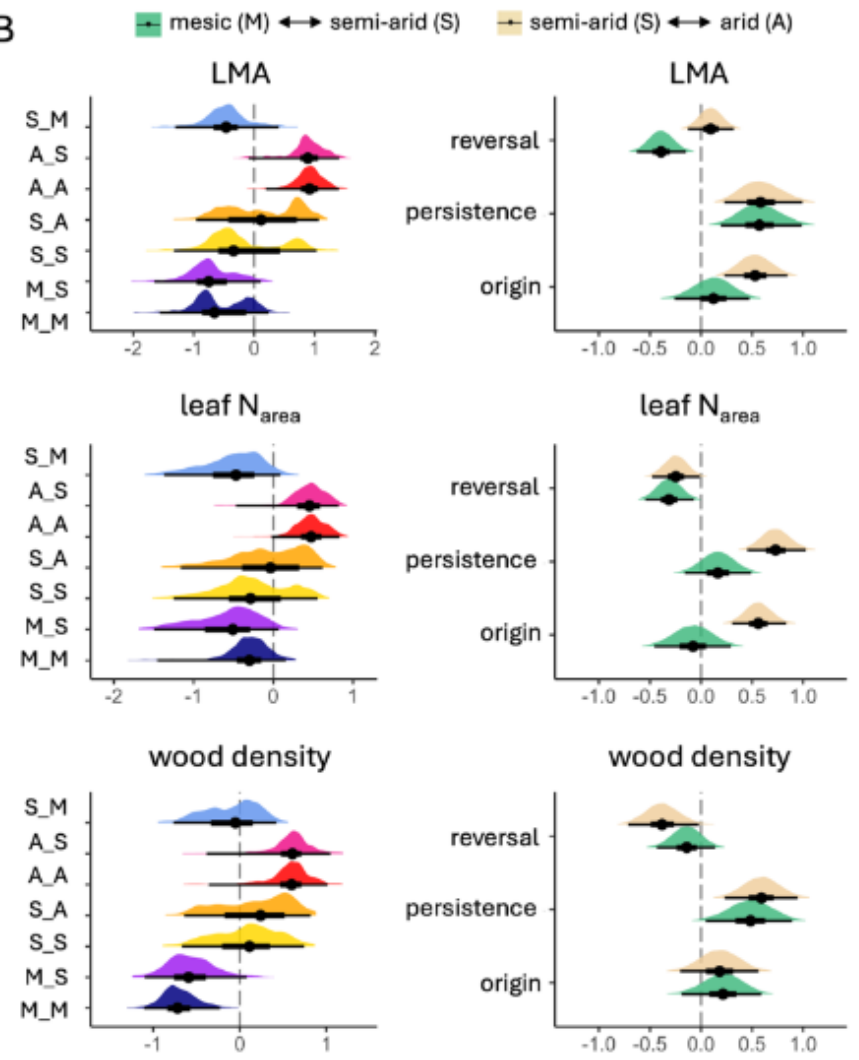 B
mesic (M) ↔ semi-arid (S) semi-arid (S) ↔ arid (A)
LMA LMA
S_M
A_S
A_A
S_A
S_S
M_S
M_M
reversal
persistence
origin
-2 -1 0 1 2
-1.0 -0.5 0.0 0.5 1.0
leaf Narea leaf Narea
S_M
A_S
A_A
S_A
S_S
M_S
M_M
reversal
persistence
origin
-2 -1 0 1
-1.0 -0.5 0.0 0.5 1.0
wood density wood density
S_M
A_S
A_A
S_A
S_S
M_S
M_M
reversal
persistence
origin
-1 0 1
-1.0 -0.5 0.0 0.5 1.0